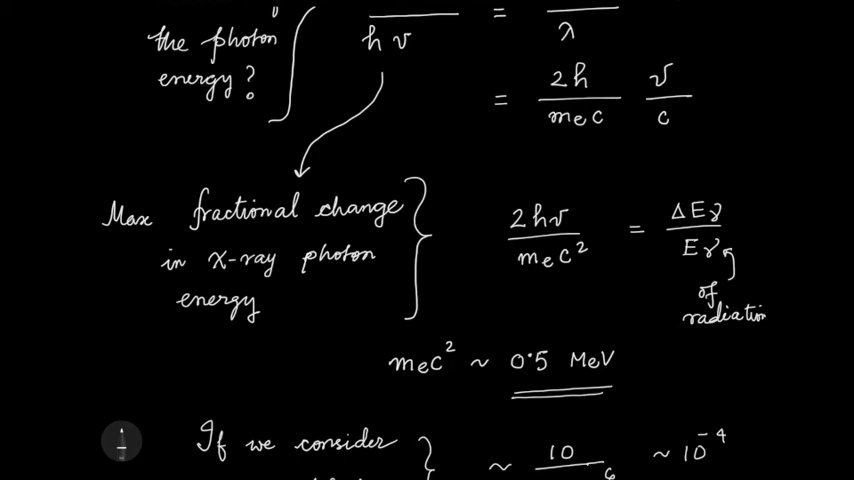 the photon
energy?
hν = λ
= 2h / mec ν / c
Max fractional change
in X-ray photon
energy
2hν / mec² = ΔEγ / Eγ
of
radiation
mec² ~ 0.5 MeV
If we consider
~ 10 / 6 ~ 10⁻⁴